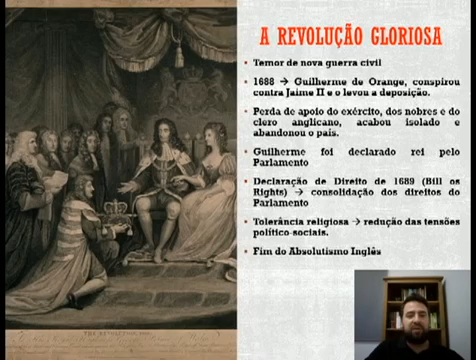 A REVOLUÇÃO GLORIOSA
• Temor de nova guerra civil
• 1688 → Guilherme de Orange, conspirou
contra Jaime II e o levou a deposição.
• Perda de apoio do exército, dos nobres e do
clero anglicano, acabou isolado e
abandonou o país.
• Guilherme foi declarado rei pelo
Parlamento
• Declaração de Direito de 1689 (Bill os
Rights) → consolidação dos direitos do
Parlamento
• Tolerância religiosa → redução das tensões
político-sociais.
• Fim do Absolutismo Inglês